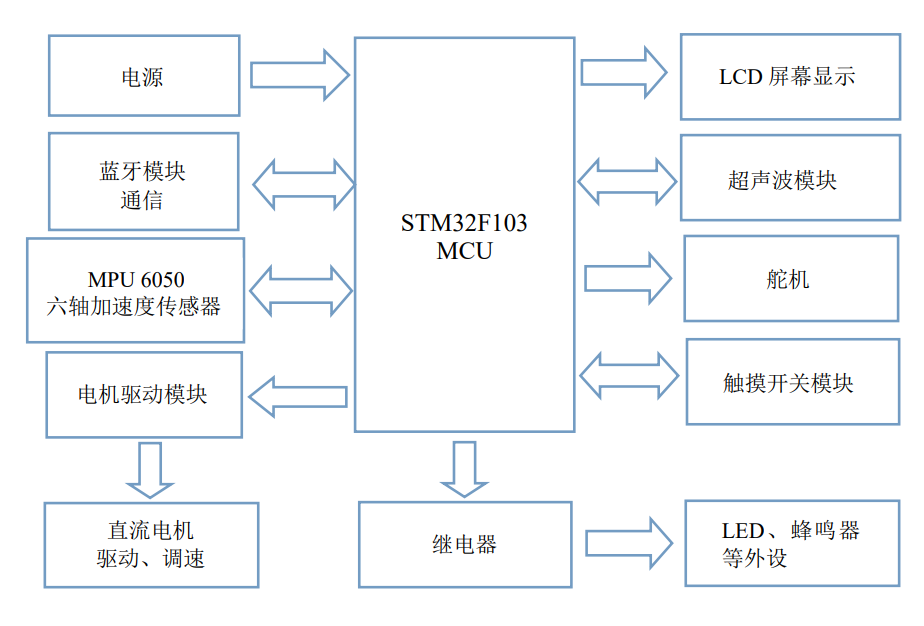 电源
LCD 屏幕显示
蓝牙模块
通信
超声波模块
STM32F103
MCU
MPU 6050
六轴加速度传感器
舵机
电机驱动模块
触摸开关模块
直流电机
驱动、调速
继电器
LED、蜂鸣器
等外设